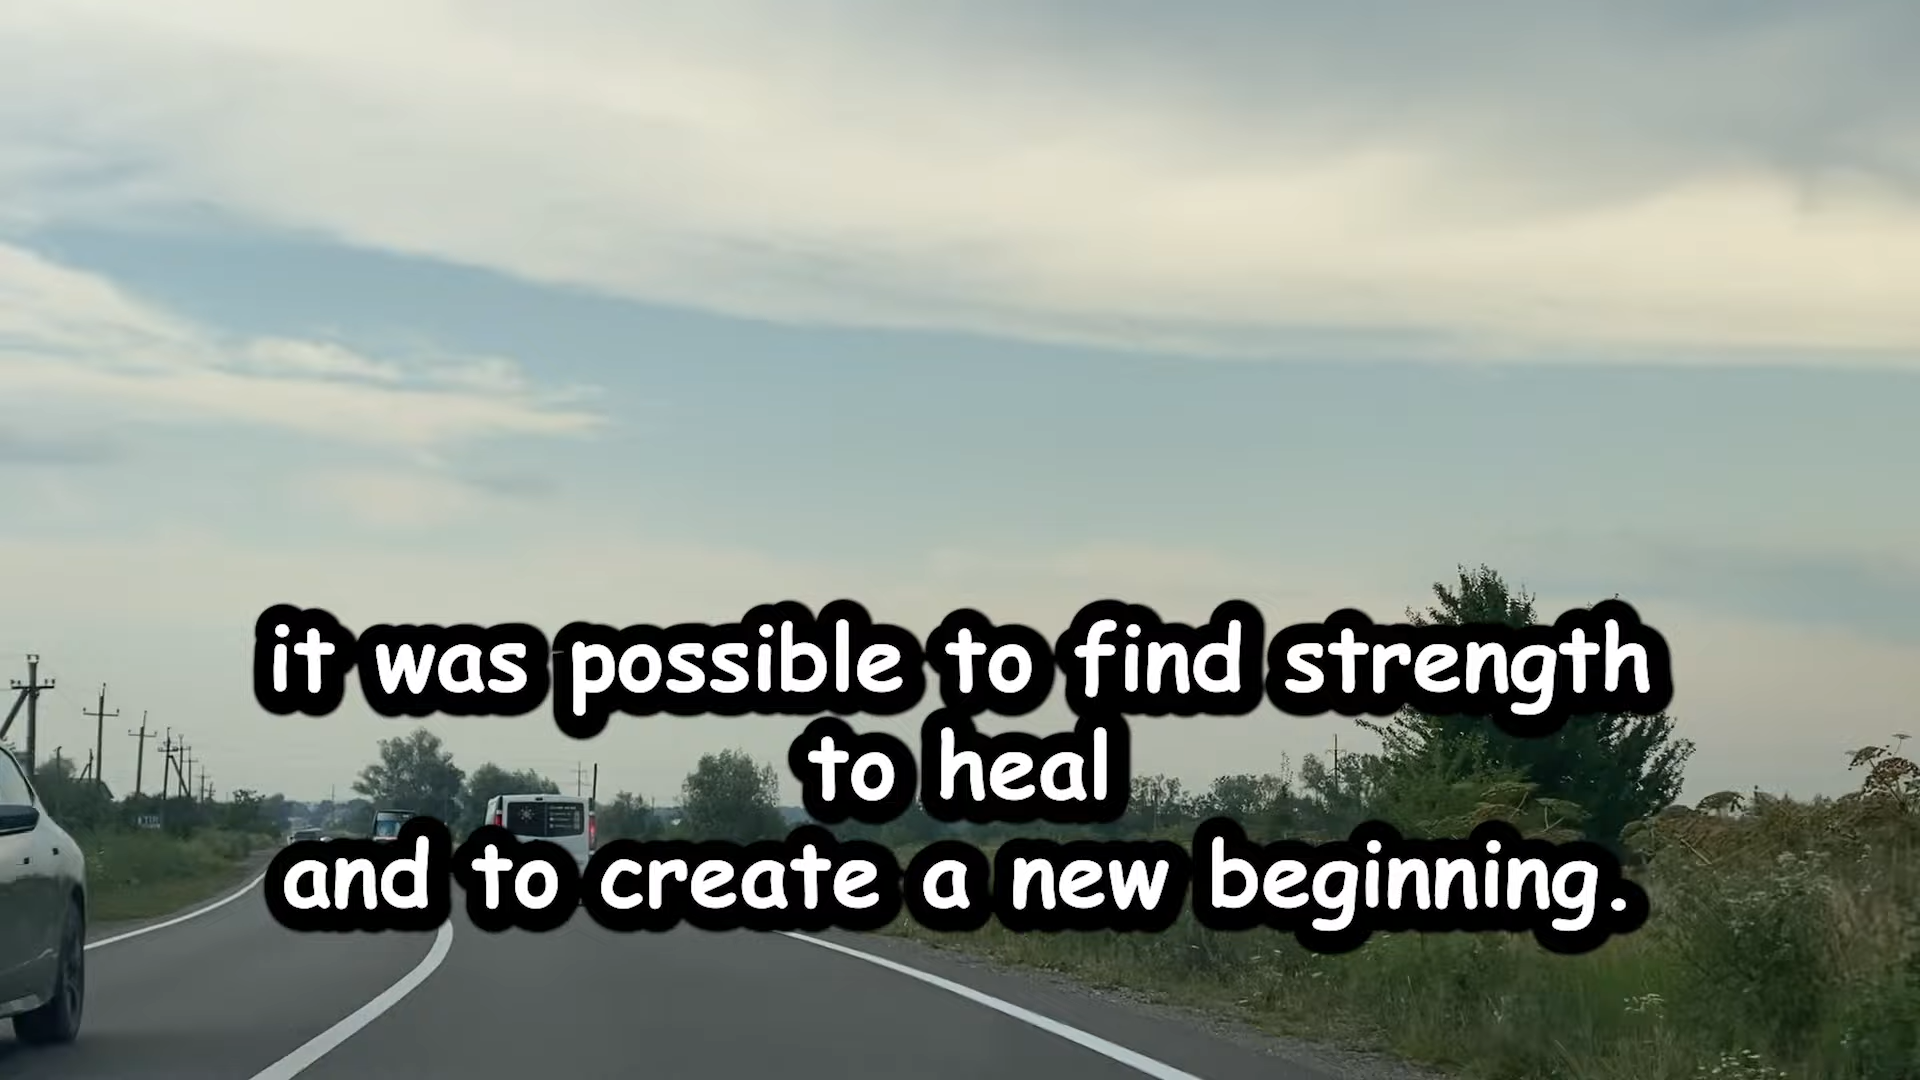 it was possible to find strength
to heal
and to create a new beginning.